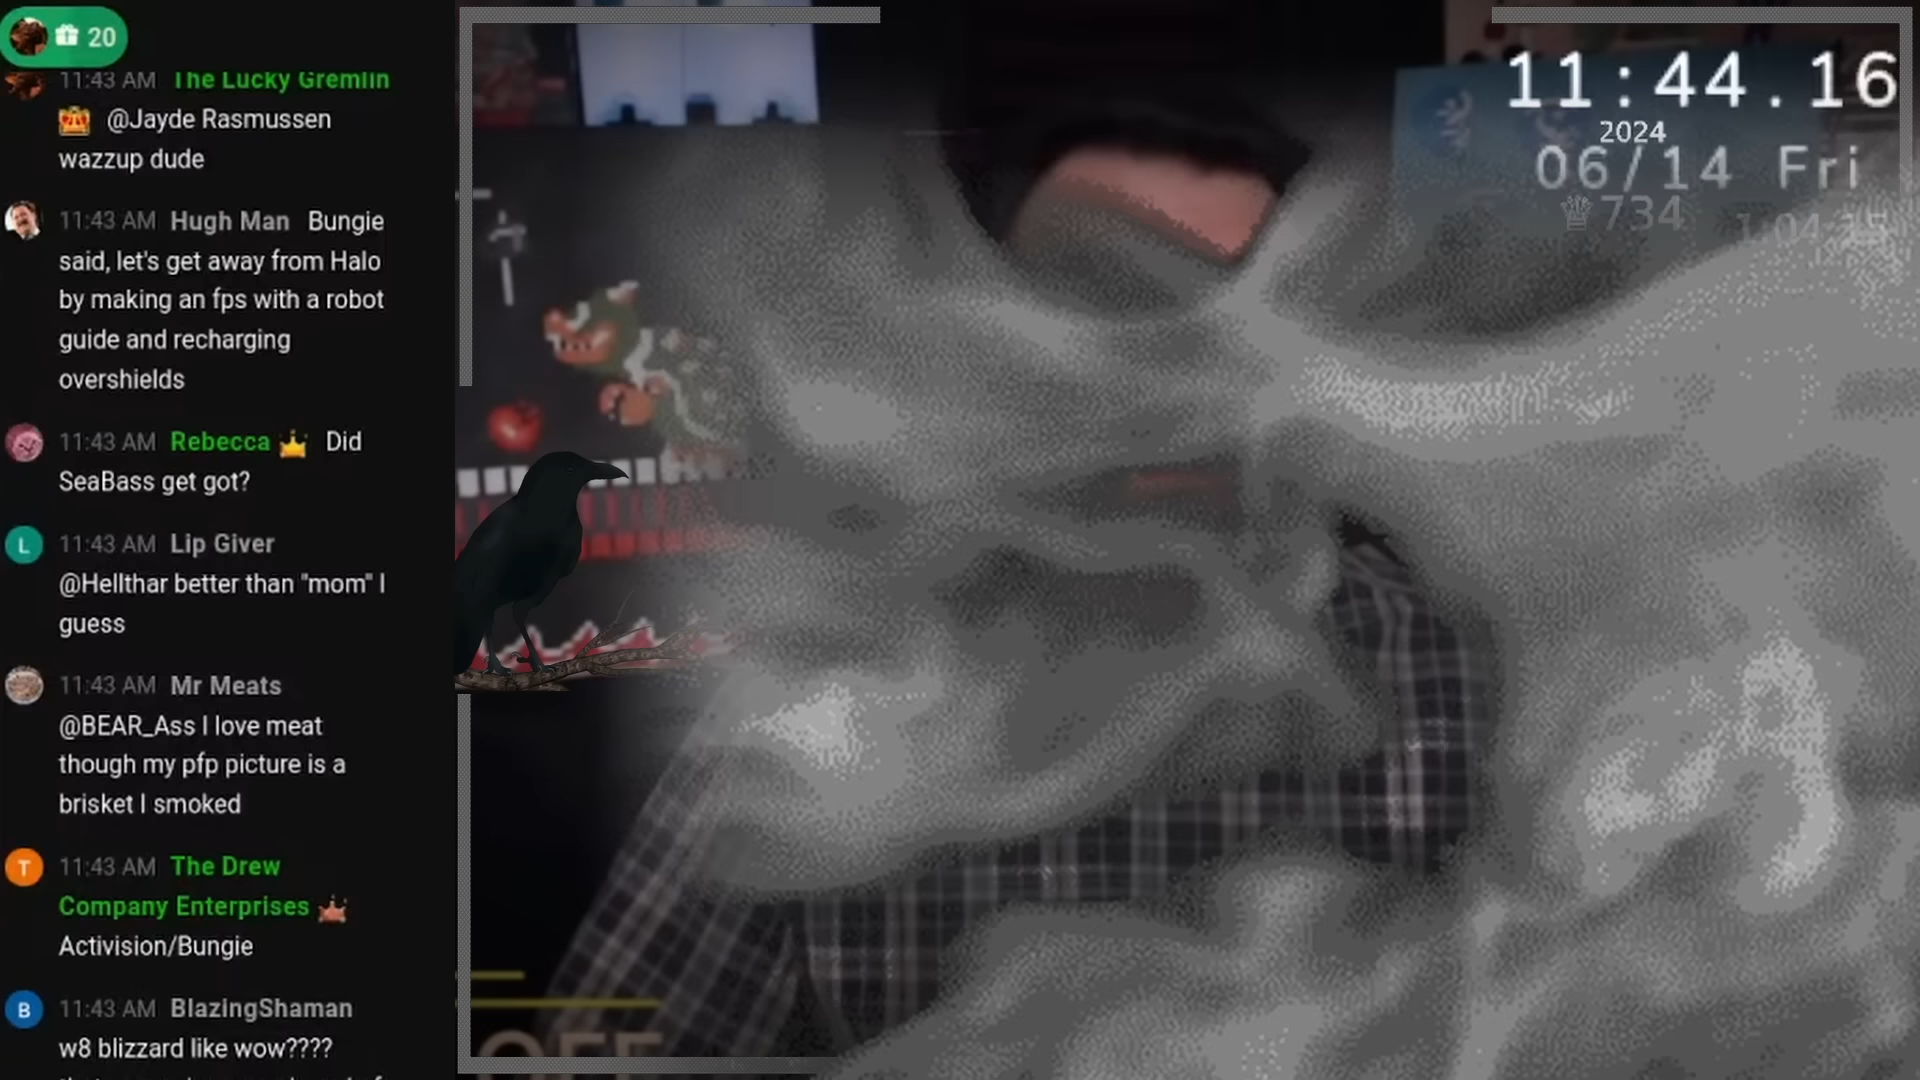 20
11:43 AM The Lucky Gremlin
@Jayde Rasmussen
wazzup dude
11:43 AM Hugh Man Bungie
said, let's get away from Halo
by making an fps with a robot
guide and recharging
overshields
11:43 AM Rebecca Did
SeaBass get got?
L 11:43 AM Lip Giver
@Hellthar better than "mom" I
guess
11:43 AM Mr Meats
@BEAR_Ass I love meat
though my pfp picture is a
brisket I smoked
T 11:43 AM The Drew
Company Enterprises
Activision/Bungie
B 11:43 AM BlazingShaman
w8 blizzard like wow????
11:44.16
2024
06/14 Fri
♕734